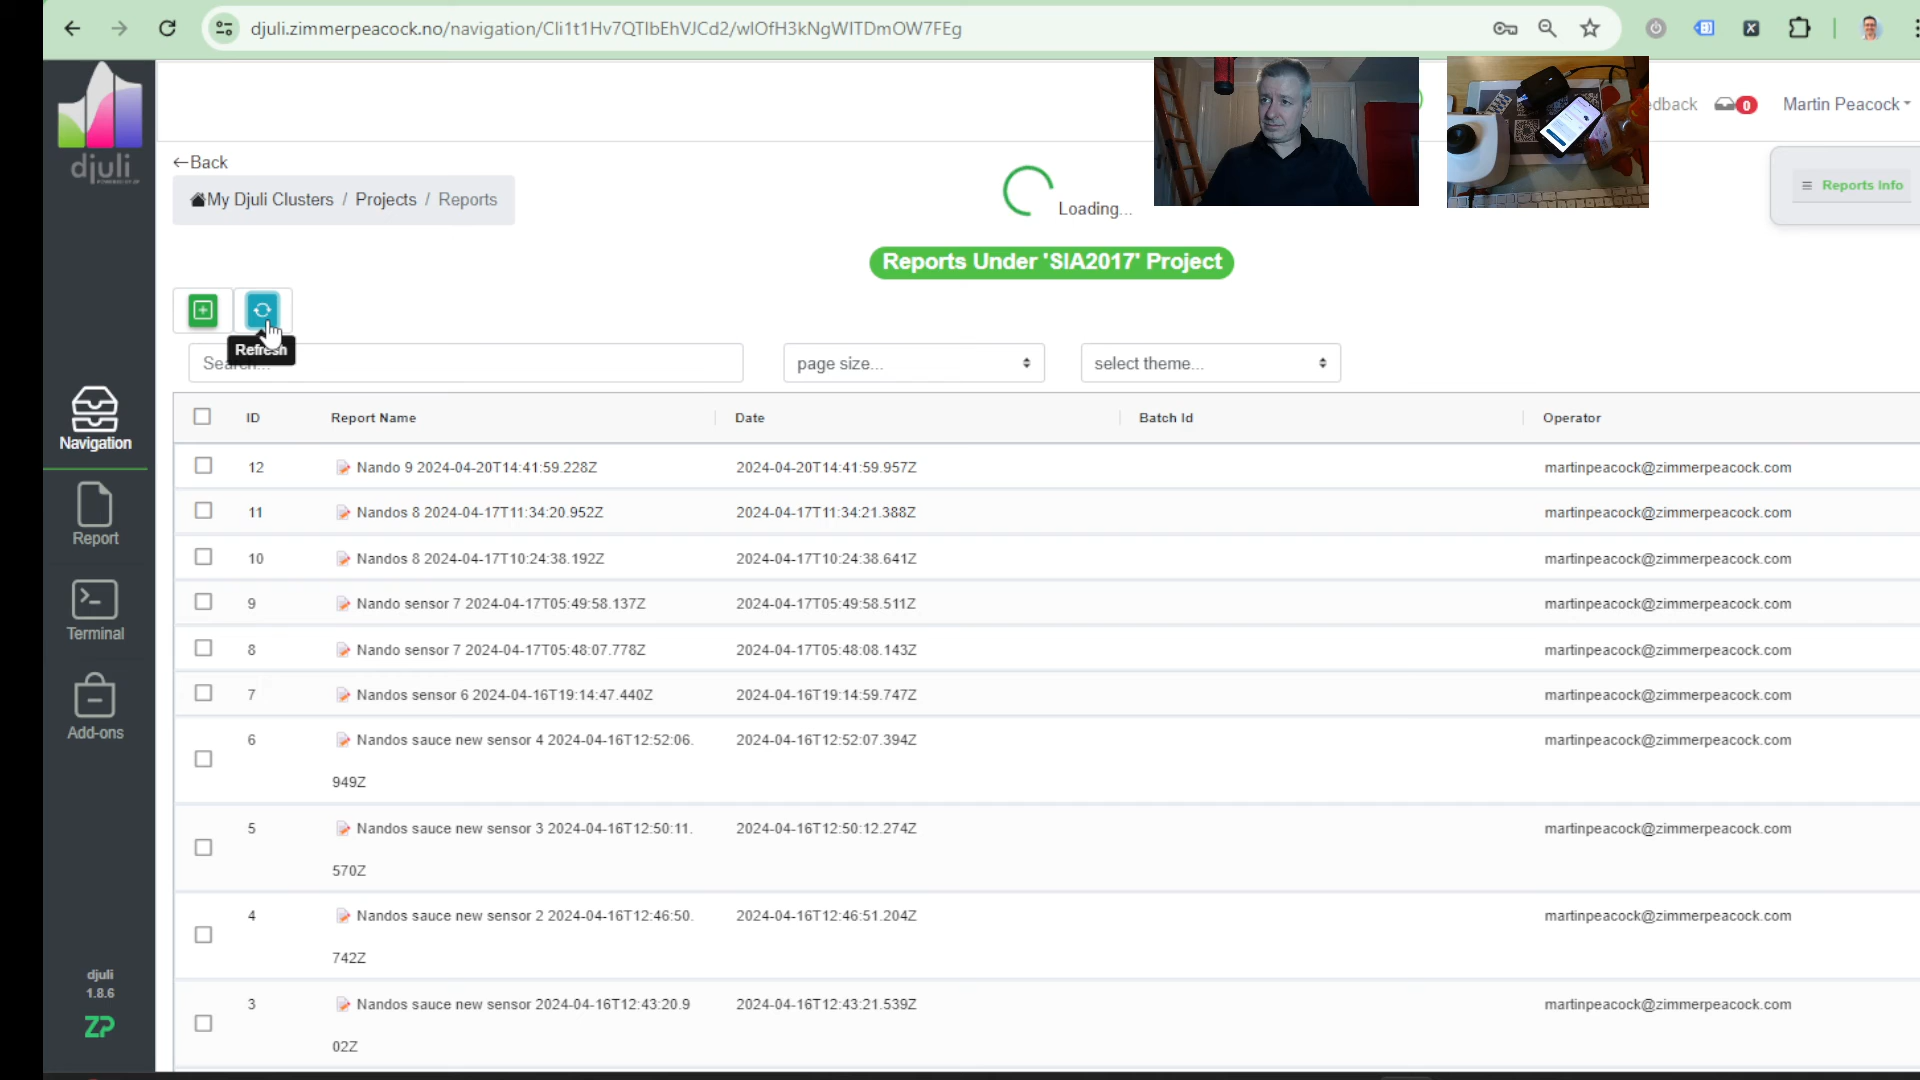 djuli.zimmerpeacock.no/navigation/Cli1t1Hv7QTIbEhVJCd2/wlOfH3kNgWITDmOW7FEg
djuli
dback
0
Martin Peacock
Back
My Djuli Clusters / Projects / Reports
Loading...
Reports Info
Reports Under 'SIA2017' Project
Refresh
page size...
select theme...
ID Report Name Date Batch Id Operator
12 Nando 9 2024-04-20T14:41:59.228Z 2024-04-20T14:41:59.957Z martinpeacock@zimmerpeacock.com
11 Nandos 8 2024-04-17T11:34:20.952Z 2024-04-17T11:34:21.388Z martinpeacock@zimmerpeacock.com
10 Nandos 8 2024-04-17T10:24:38.192Z 2024-04-17T10:24:38.641Z martinpeacock@zimmerpeacock.com
9 Nando sensor 7 2024-04-17T05:49:58.137Z 2024-04-17T05:49:58.511Z martinpeacock@zimmerpeacock.com
8 Nando sensor 7 2024-04-17T05:48:07.778Z 2024-04-17T05:48:08.143Z martinpeacock@zimmerpeacock.com
7 Nandos sensor 6 2024-04-16T19:14:47.440Z 2024-04-16T19:14:59.747Z martinpeacock@zimmerpeacock.com
6 Nandos sauce new sensor 4 2024-04-16T12:52:06. 2024-04-16T12:52:07.394Z martinpeacock@zimmerpeacock.com
949Z
5 Nandos sauce new sensor 3 2024-04-16T12:50:11. 2024-04-16T12:50:12.274Z martinpeacock@zimmerpeacock.com
570Z
4 Nandos sauce new sensor 2 2024-04-16T12:46:50. 2024-04-16T12:46:51.204Z martinpeacock@zimmerpeacock.com
742Z
3 Nandos sauce new sensor 2024-04-16T12:43:20.9 2024-04-16T12:43:21.539Z martinpeacock@zimmerpeacock.com
02Z
Navigation
Report
Terminal
Add-ons
djuli
1.8.6
ZP